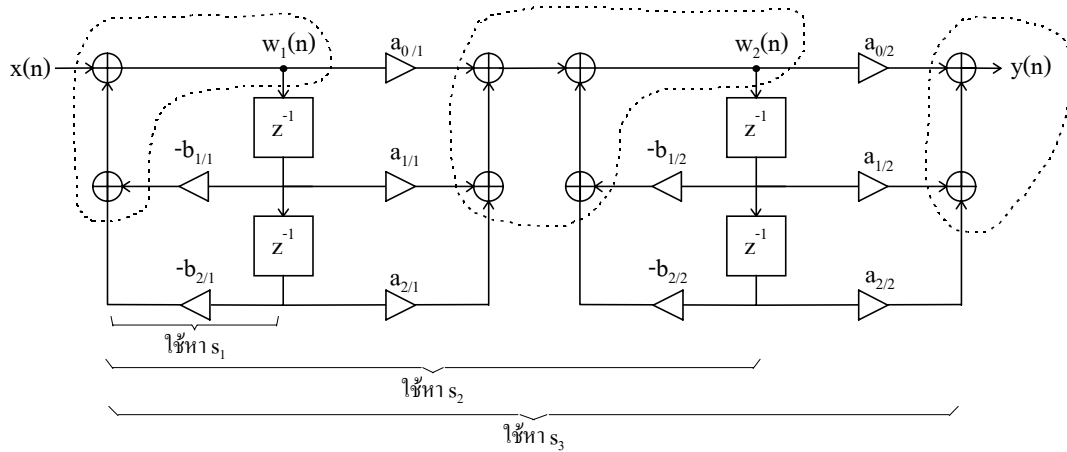 w₁(n)
a₀/₁
w₂(n)
a₀/₂
x(n)
y(n)
z⁻¹
z⁻¹
-b₁/₁
a₁/₁
-b₁/₂
a₁/₂
z⁻¹
z⁻¹
-b₂/₁
a₂/₁
-b₂/₂
a₂/₂
ใช้หา s₁
ใช้หา s₂
ใช้หา s₃